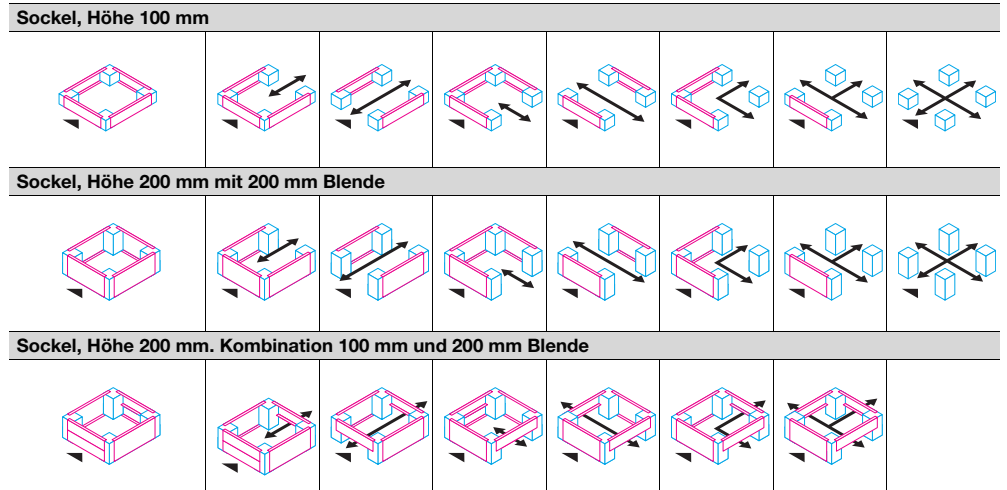 Sockel, Höhe 100 mm
Sockel, Höhe 200 mm mit 200 mm Blende
Sockel, Höhe 200 mm. Kombination 100 mm und 200 mm Blende